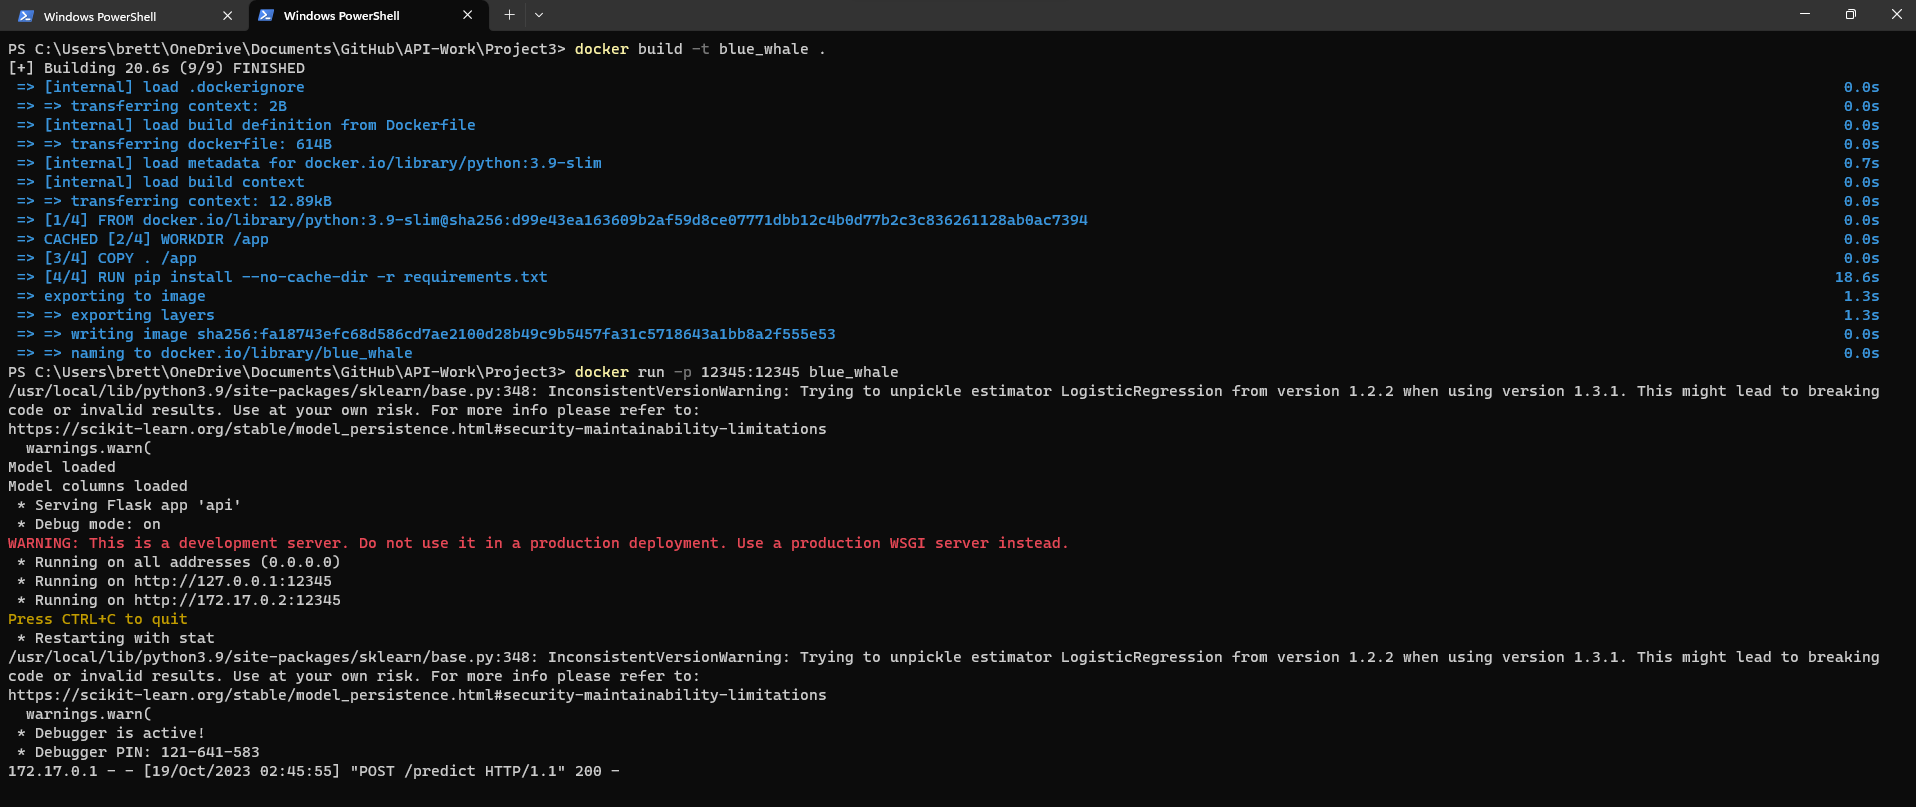 Windows PowerShell
Windows PowerShell
PS C:\Users\brett\OneDrive\Documents\GitHub\API-Work\Project3> docker build -t blue_whale .
[+] Building 20.6s (9/9) FINISHED
=> [internal] load .dockerignore 0.0s
=> => transferring context: 2B 0.0s
=> [internal] load build definition from Dockerfile 0.0s
=> => transferring dockerfile: 614B 0.0s
=> [internal] load metadata for docker.io/library/python:3.9-slim 0.7s
=> [internal] load build context 0.0s
=> => transferring context: 12.89kB 0.0s
=> [1/4] FROM docker.io/library/python:3.9-slim@sha256:d99e43ea163609b2af59d8ce07771dbb12c4b0d77b2c3c836261128ab0ac7394 0.0s
=> CACHED [2/4] WORKDIR /app 0.0s
=> [3/4] COPY . /app 0.0s
=> [4/4] RUN pip install --no-cache-dir -r requirements.txt 18.6s
=> exporting to image 1.3s
=> => exporting layers 1.3s
=> => writing image sha256:fa18743efc68d586cd7ae2100d28b49c9b5457fa31c5718643a1bb8a2f555e53 0.0s
=> => naming to docker.io/library/blue_whale 0.0s
PS C:\Users\brett\OneDrive\Documents\GitHub\API-Work\Project3> docker run -p 12345:12345 blue_whale
/usr/local/lib/python3.9/site-packages/sklearn/base.py:348: InconsistentVersionWarning: Trying to unpickle estimator LogisticRegression from version 1.2.2 when using version 1.3.1. This might lead to breaking
code or invalid results. Use at your own risk. For more info please refer to:
https://scikit-learn.org/stable/model_persistence.html#security-maintainability-limitations
warnings.warn(
Model loaded
Model columns loaded
* Serving Flask app 'api'
* Debug mode: on
WARNING: This is a development server. Do not use it in a production deployment. Use a production WSGI server instead.
* Running on all addresses (0.0.0.0)
* Running on http://127.0.0.1:12345
* Running on http://172.17.0.2:12345
Press CTRL+C to quit
* Restarting with stat
/usr/local/lib/python3.9/site-packages/sklearn/base.py:348: InconsistentVersionWarning: Trying to unpickle estimator LogisticRegression from version 1.2.2 when using version 1.3.1. This might lead to breaking
code or invalid results. Use at your own risk. For more info please refer to:
https://scikit-learn.org/stable/model_persistence.html#security-maintainability-limitations
warnings.warn(
* Debugger is active!
* Debugger PIN: 121-641-583
172.17.0.1 - - [19/Oct/2023 02:45:55] "POST /predict HTTP/1.1" 200 -